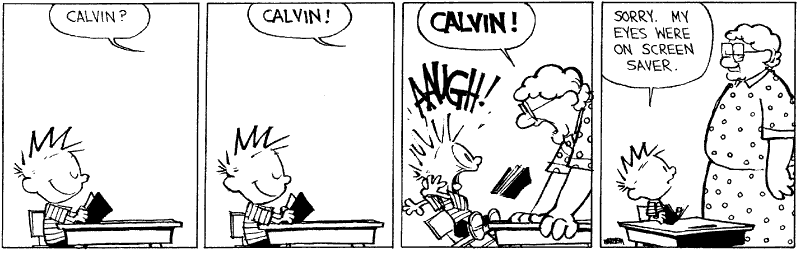 CALVIN?
CALVIN!
CALVIN!
AAUGH!
SORRY. MY
EYES WERE
ON SCREEN
SAVER.